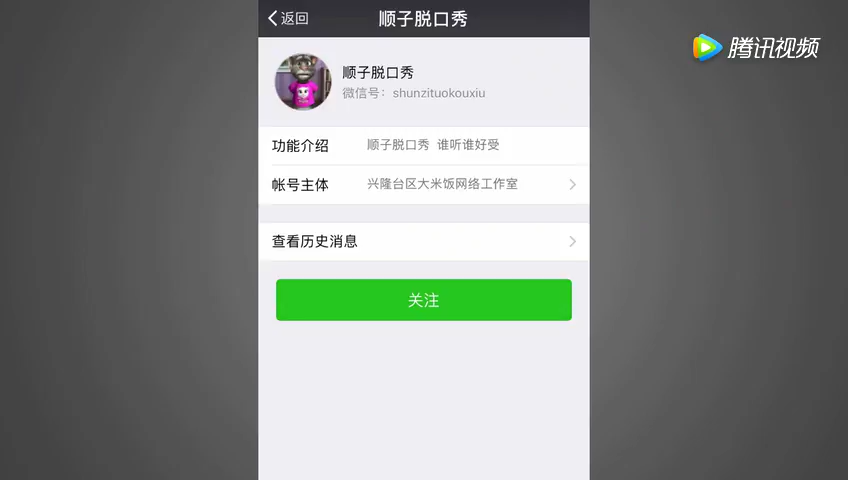 返回
顺子脱口秀
腾讯视频
顺子脱口秀
微信号: shunzituokouxiu
功能介绍 顺子脱口秀 谁听谁好受
帐号主体 兴隆台区大米饭网络工作室
查看历史消息
关注